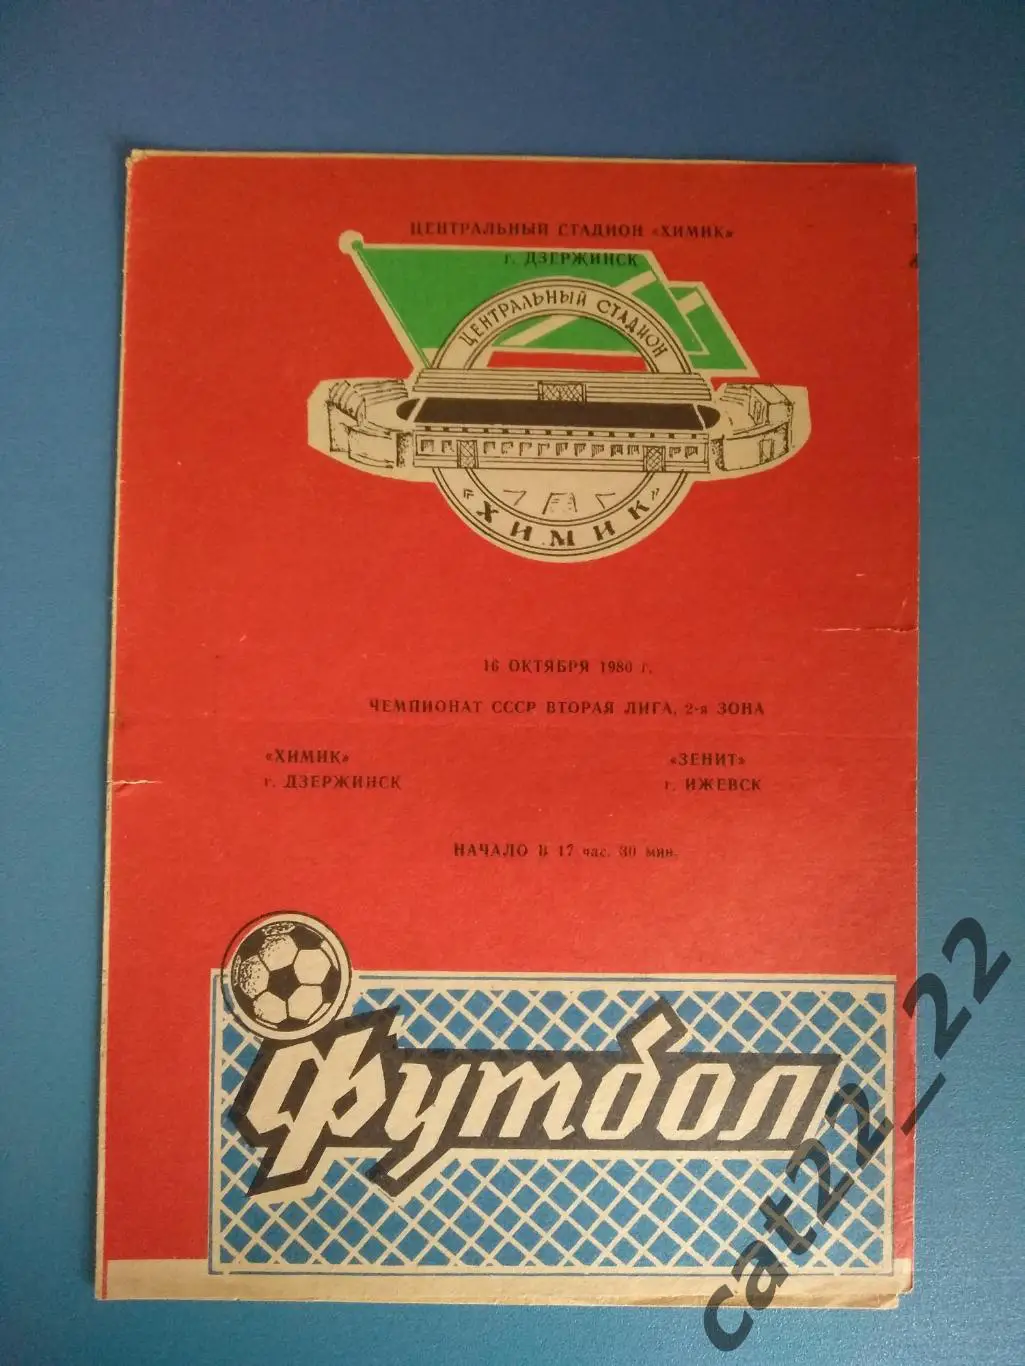 ЦЕНТРАЛЬНЫЙ СТАДИОН «ХИМИК»
г. ДЗЕРЖИНСК
ЦЕНТРАЛЬНЫЙ СТАДИОН
«ХИМИК»
16 ОКТЯБРЯ 1980 г.
ЧЕМПИОНАТ СССР ВТОРАЯ ЛИГА, 2-я ЗОНА
«ХИМИК» «ЗЕНИТ»
г. ДЗЕРЖИНСК г. ИЖЕВСК
НАЧАЛО В 17 час. 30 мин.
Футбол
cat22_22